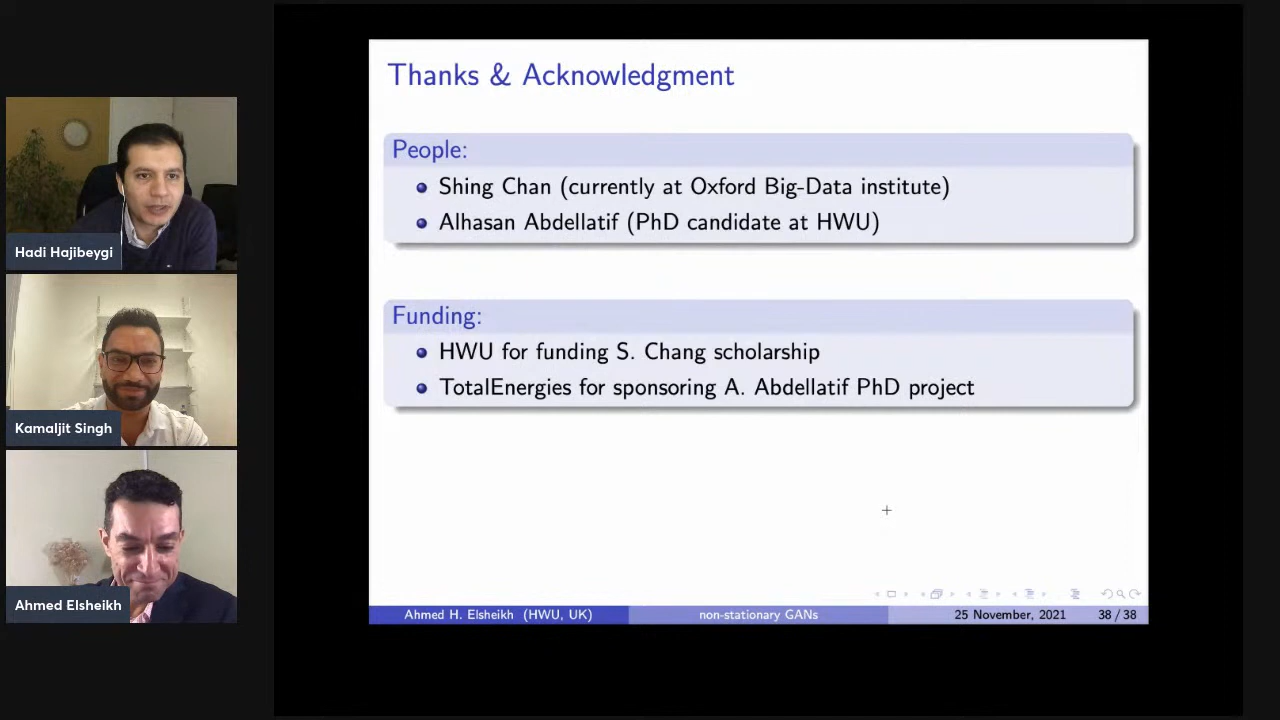 Hadi Hajibeygi
Kamaljit Singh
Ahmed Elsheikh
Thanks & Acknowledgment
People:
Shing Chan (currently at Oxford Big-Data institute)
Alhasan Abdellatif (PhD candidate at HWU)
Funding:
HWU for funding S. Chang scholarship
TotalEnergies for sponsoring A. Abdellatif PhD project
Ahmed H. Elsheikh (HWU, UK) non-stationary GANs 25 November, 2021 38 / 38